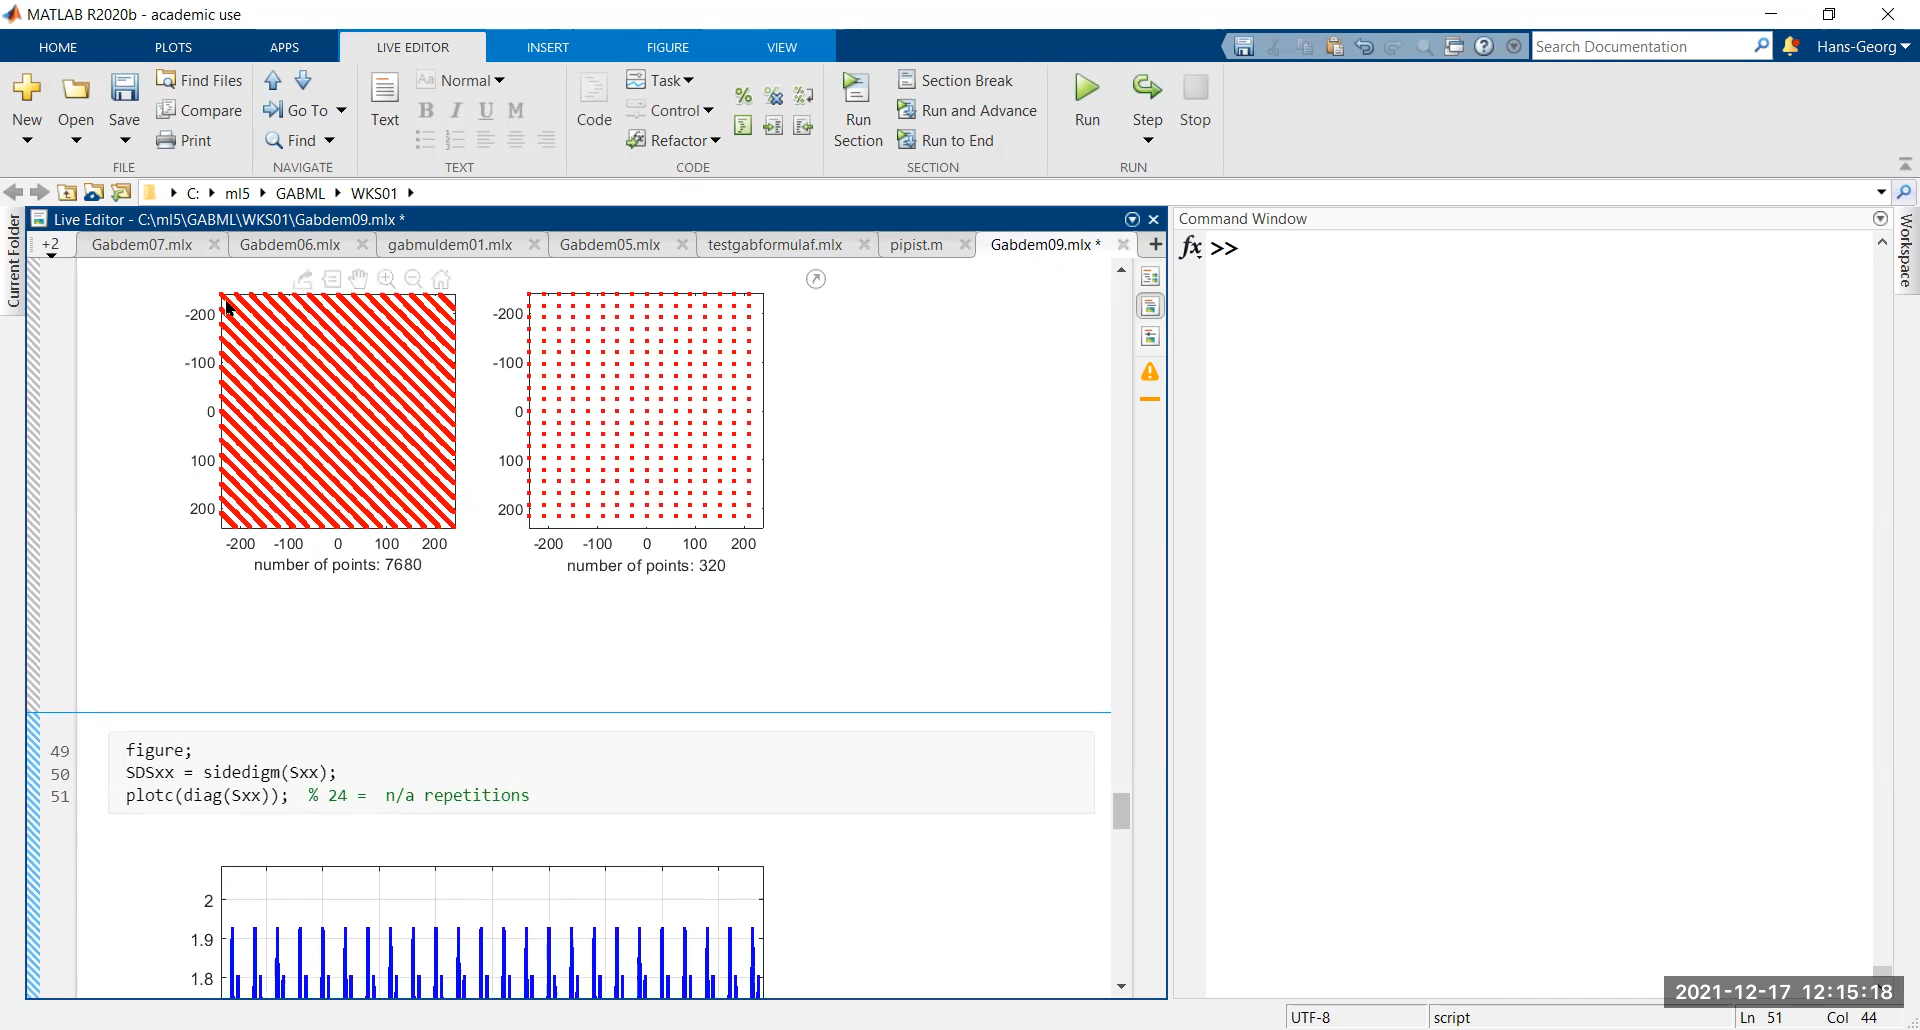 MATLAB R2020b - academic use
HOME PLOTS APPS LIVE EDITOR INSERT FIGURE VIEW
Search Documentation
Hans-Georg
New
Open
Save
Find Files
Compare
Print
FILE
Go To
Find
NAVIGATE
Text
Aa Normal
B I U M
TEXT
Code
Task
Control
Refactor
CODE
Run
Section
Section Break
Run and Advance
Run to End
SECTION
Run
Step
Stop
RUN
C: ml5 GABML WKS01
Current Folder
Live Editor - C:\ml5\GABML\WKS01\Gabdem09.mlx *
+2 Gabdem07.mlx Gabdem06.mlx gabmuldem01.mlx Gabdem05.mlx testgabformulaf.mlx pipist.m Gabdem09.mlx * +
Command Window
fx >>
Workspace
-200
-100
0
100
200
-200 -100 0 100 200
number of points: 7680
-200
-100
0
100
200
-200 -100 0 100 200
number of points: 320
49 figure;
50 SDSxx = sidedigm(Sxx);
51 plotc(diag(Sxx)); % 24 = n/a repetitions
2
1.9
1.8
2021-12-17 12:15:18
UTF-8
script
Ln 51 Col 44